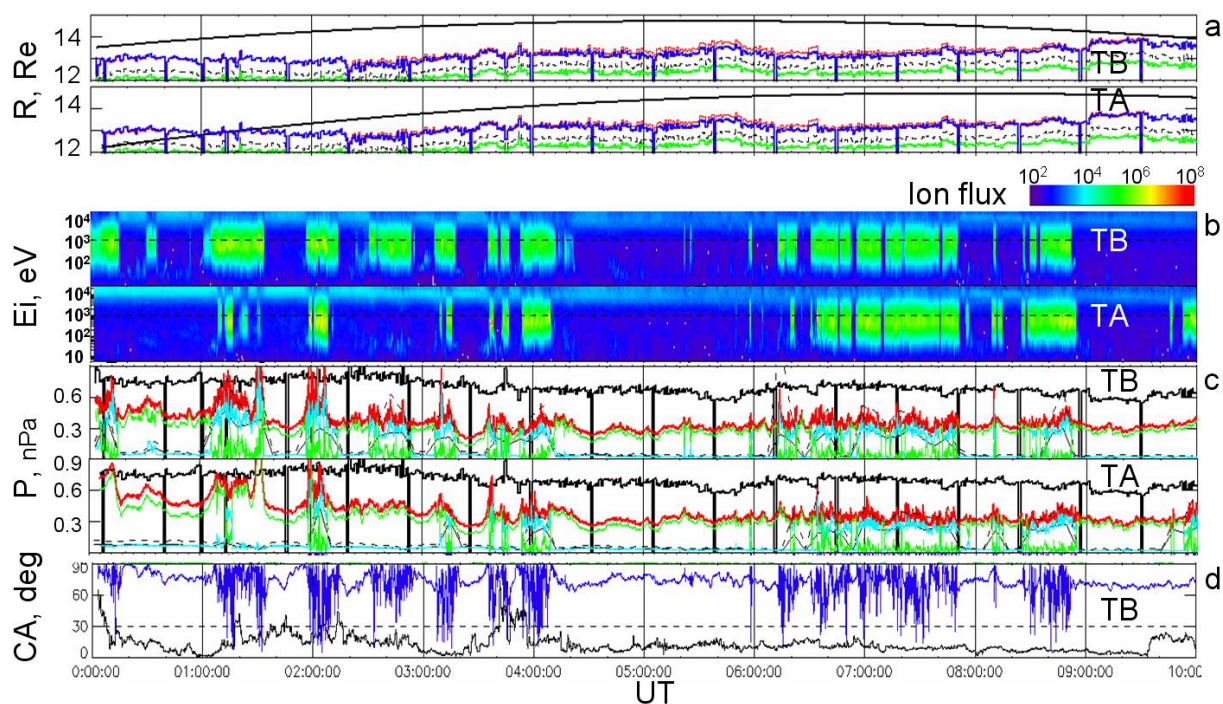 a
R, Re
14
12
TB
14
12
TA
Ion flux
10² 10⁴ 10⁶ 10⁸
b
Ei, eV
10⁴
10³
10²
TB
10⁴
10³
10²
10
TA
c
P, nPa
0.6
0.3
TB
0.9
0.6
0.3
TA
d
CA, deg
90
60
30
0
TB
0:00:00 01:00:00 02:00:00 03:00:00 04:00:00 05:00:00 06:00:00 07:00:00 08:00:00 09:00:00 10:00:00
UT